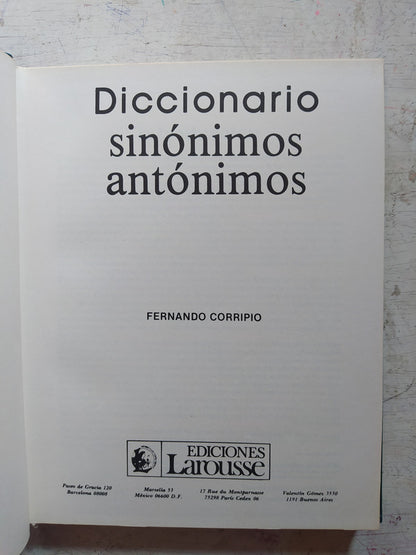 Diccionario
sinónimos
antónimos
FERNANDO CORRIPIO
EDICIONES
Larousse
Paseo de Gracia 120 Marsella 53 17 Rue du Montparnasse Valentín Gómez 3530
Barcelona 08008 México 06600 D.F. 75298 París Cedex 06 1191 Buenos Aires